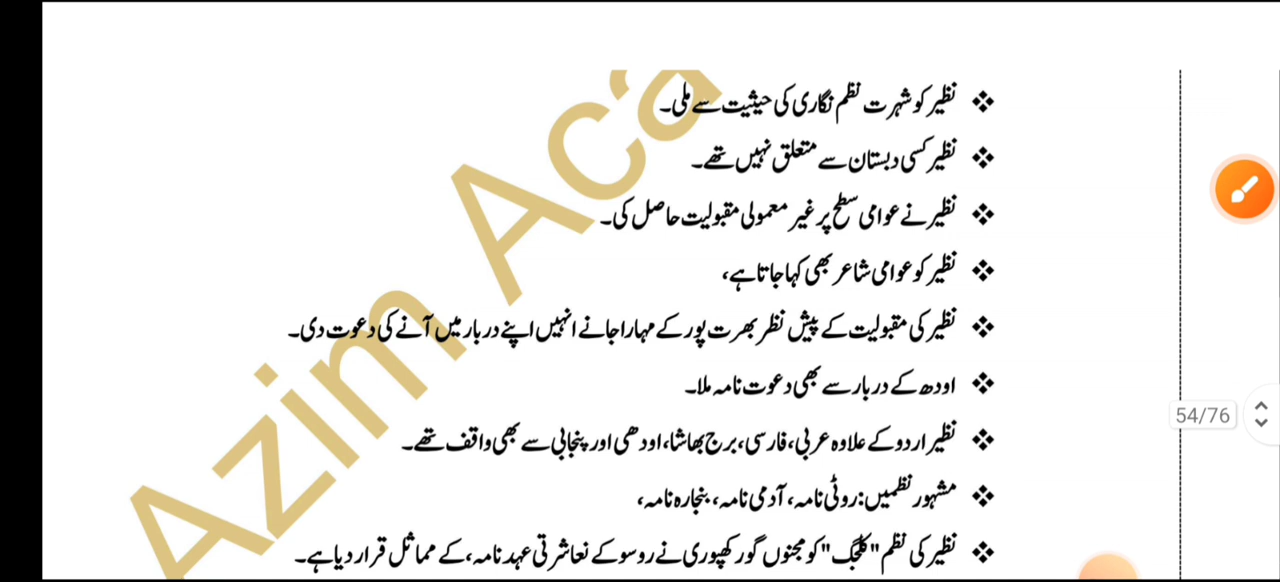 ❖ نظیر کو شہرت نظم نگاری کی حیثیت سے ملی۔
❖ نظیر کسی دبستان سے متعلق نہیں تھے۔
❖ نظیر نے عوامی سطح پر غیر معمولی مقبولیت حاصل کی۔
❖ نظیر کو عوامی شاعر بھی کہا جاتا ہے،
❖ نظیر کی مقبولیت کے پیش نظر بھرت پور کے مہاراجا نے انہیں اپنے دربار میں آنے کی دعوت دی۔
❖ اودھ کے دربار سے بھی دعوت نامہ ملا۔
❖ نظیر اردو کے علاوہ عربی، فارسی، برج بھاشا، اودھی اور پنجابی سے بھی واقف تھے۔
❖ مشہور نظمیں: روٹی نامہ، آدمی نامہ، بنجارہ نامہ،
❖ نظیر کی نظم "کلجگ" کو مجنوں گورکھپوری نے روسو کے نعاشرتی عہد نامہ، کے مماثل قرار دیا ہے۔
Azim Aca
54/76